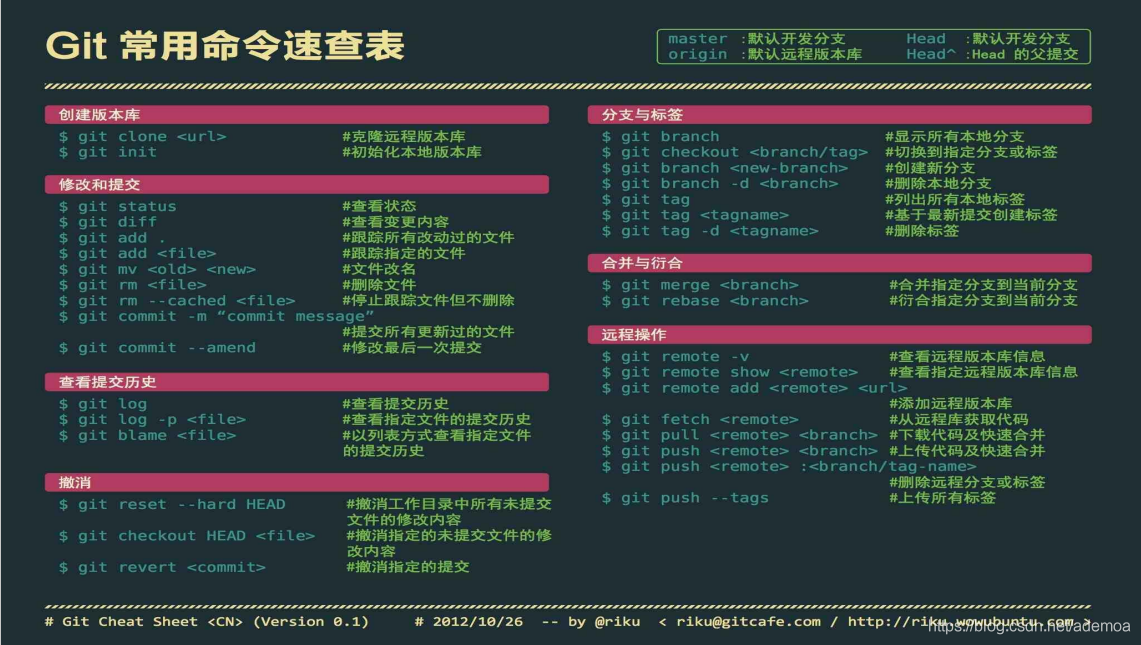 Git 常用命令速查表
master :默认开发分支 Head :默认开发分支
origin :默认远程版本库 Head^ :Head 的父提交
创建版本库
$ git clone <url> #克隆远程版本库
$ git init #初始化本地版本库
修改和提交
$ git status #查看状态
$ git diff #查看变更内容
$ git add . #跟踪所有改动过的文件
$ git add <file> #跟踪指定的文件
$ git mv <old> <new> #文件改名
$ git rm <file> #删除文件
$ git rm --cached <file> #停止跟踪文件但不删除
$ git commit -m “commit message”
#提交所有更新过的文件
$ git commit --amend #修改最后一次提交
查看提交历史
$ git log #查看提交历史
$ git log -p <file> #查看指定文件的提交历史
$ git blame <file> #以列表方式查看指定文件
的提交历史
撤消
$ git reset --hard HEAD #撤消工作目录中所有未提交
文件的修改内容
$ git checkout HEAD <file> #撤消指定的未提交文件的修
改内容
$ git revert <commit> #撤消指定的提交
分支与标签
$ git branch #显示所有本地分支
$ git checkout <branch/tag> #切换到指定分支或标签
$ git branch <new-branch> #创建新分支
$ git branch -d <branch> #删除本地分支
$ git tag #列出所有本地标签
$ git tag <tagname> #基于最新提交创建标签
$ git tag -d <tagname> #删除标签
合并与衍合
$ git merge <branch> #合并指定分支到当前分支
$ git rebase <branch> #衍合指定分支到当前分支
远程操作
$ git remote -v #查看远程版本库信息
$ git remote show <remote> #查看指定远程版本库信息
$ git remote add <remote> <url>
#添加远程版本库
$ git fetch <remote> #从远程库获取代码
$ git pull <remote> <branch> #下载代码及快速合并
$ git push <remote> <branch> #上传代码及快速合并
$ git push <remote> :<branch/tag-name>
#删除远程分支或标签
$ git push --tags #上传所有标签
# Git Cheat Sheet <CN> (Version 0.1) # 2012/10/26 -- by @riku < riku@gitcafe.com / http://riku.wowubuntu.com >
https://blog.csdn.net/ademoa